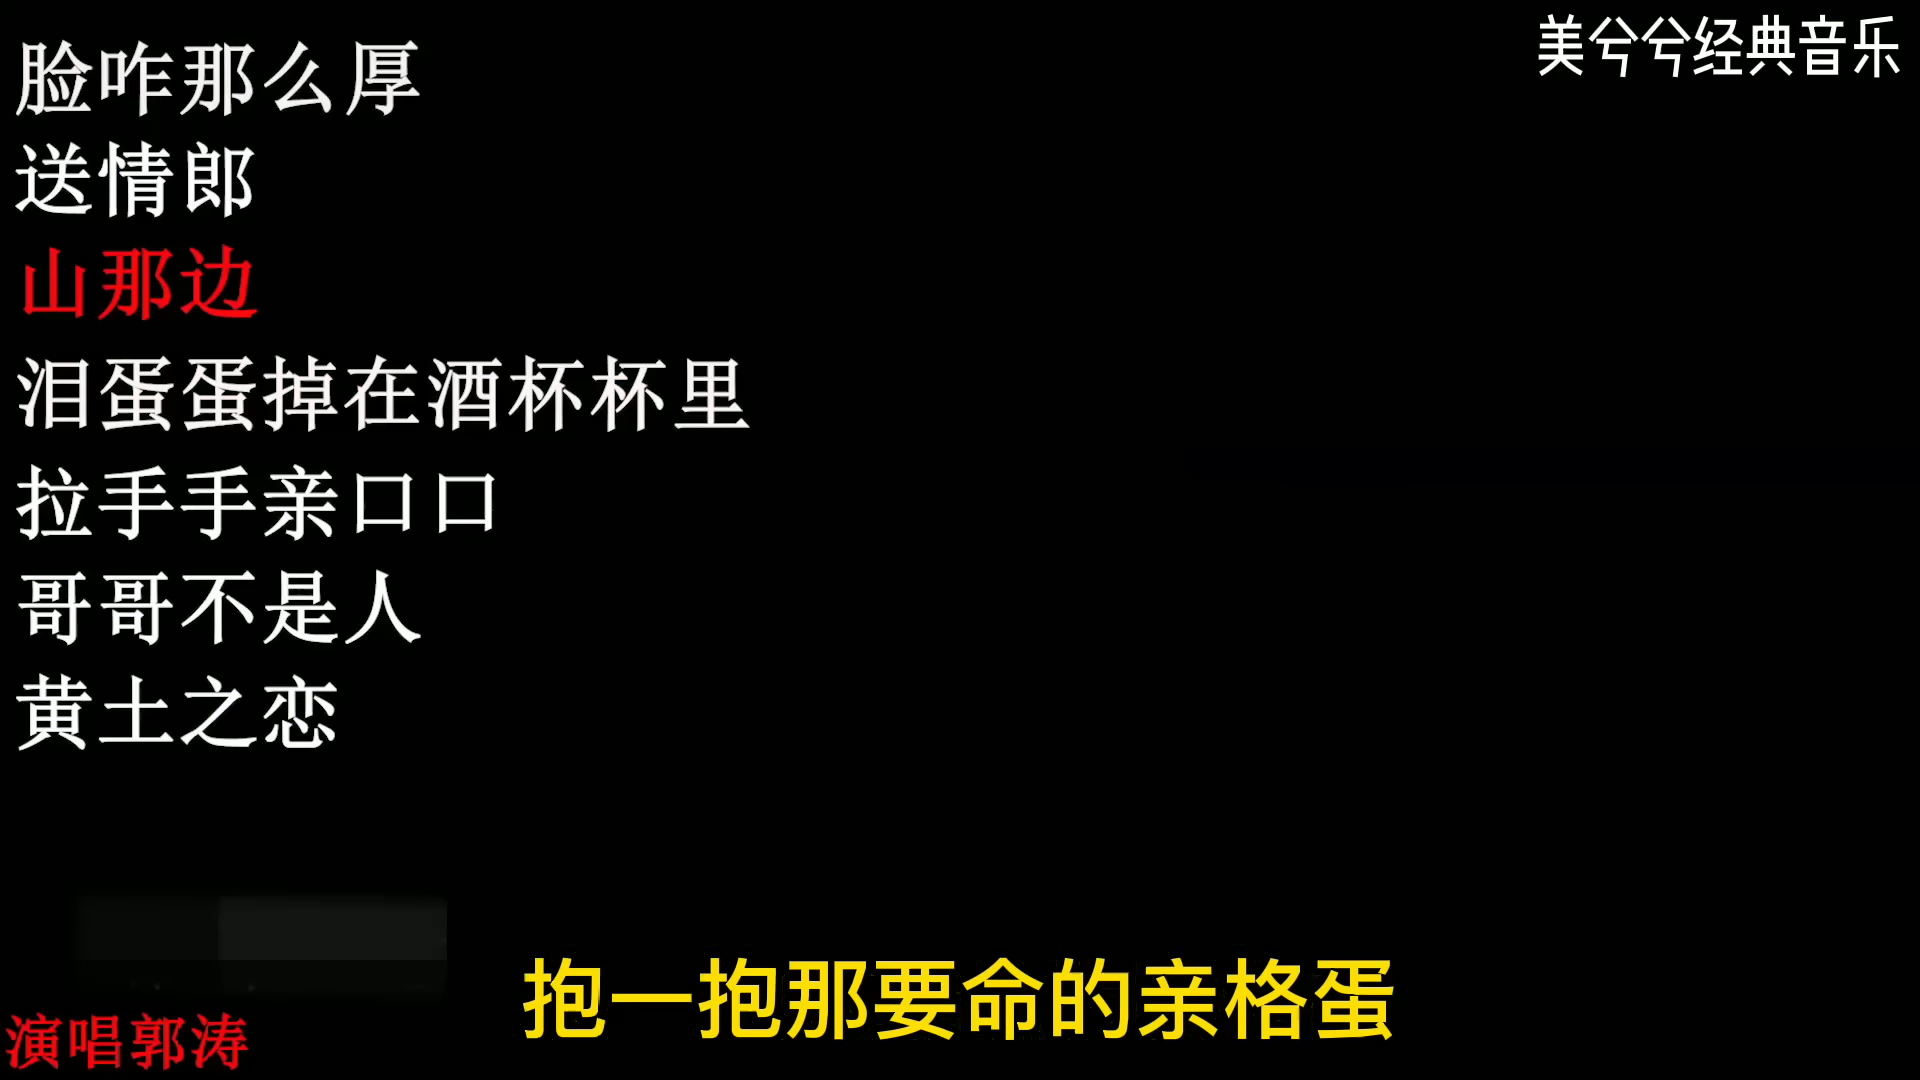 美兮兮经典音乐
脸咋那么厚
送情郎
山那边
泪蛋蛋掉在酒杯杯里
拉手手亲口口
哥哥不是人
黄土之恋
抱一抱那要命的亲格蛋
演唱郭涛